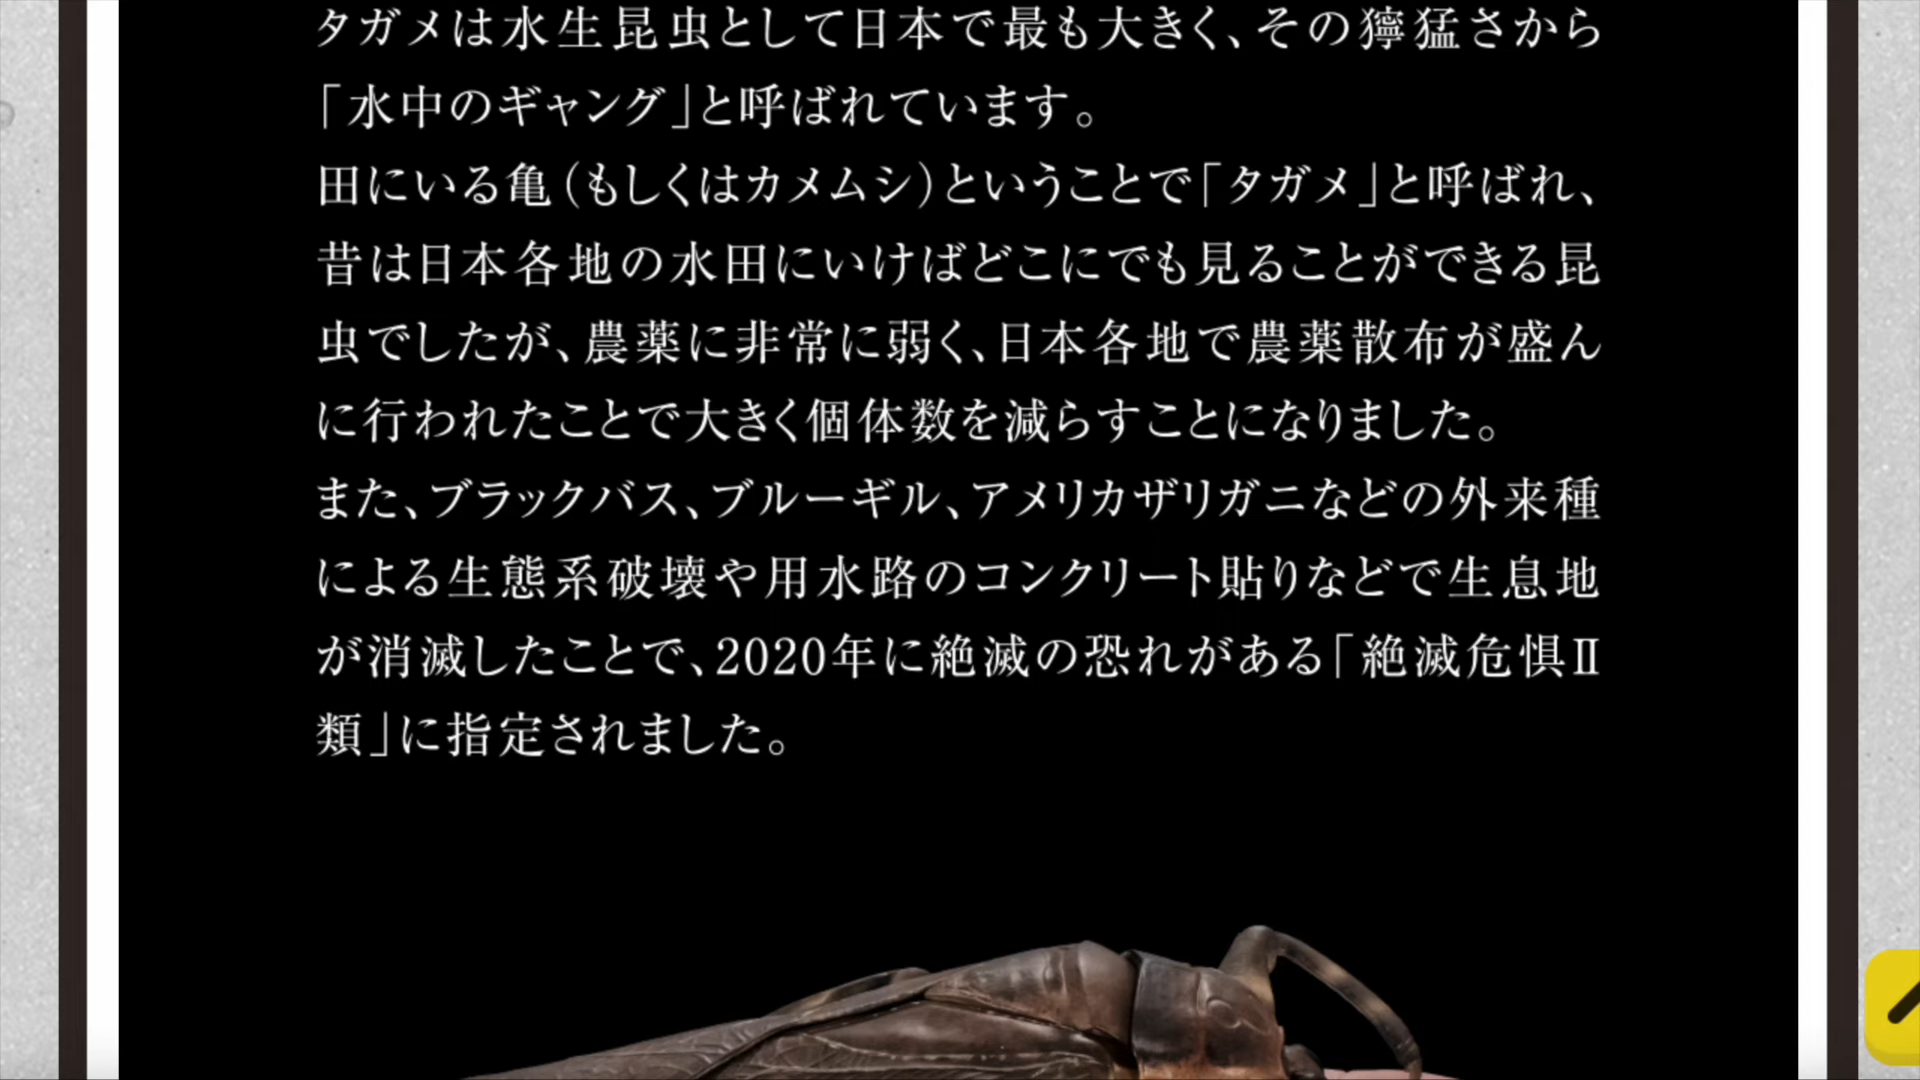 タガメは水生昆虫として日本で最も大きく、その獰猛さから
「水中のギャング」と呼ばれています。
田にいる亀（もしくはカメムシ）ということで「タガメ」と呼ばれ、
昔は日本各地の水田にいけばどこにでも見ることができる昆
虫でしたが、農薬に非常に弱く、日本各地で農薬散布が盛ん
に行われたことで大きく個体数を減らすことになりました。
また、ブラックバス、ブルーギル、アメリカザリガニなどの外来種
による生態系破壊や用水路のコンクリート貼りなどで生息地
が消滅したことで、2020年に絶滅の恐れがある「絶滅危惧Ⅱ
類」に指定されました。